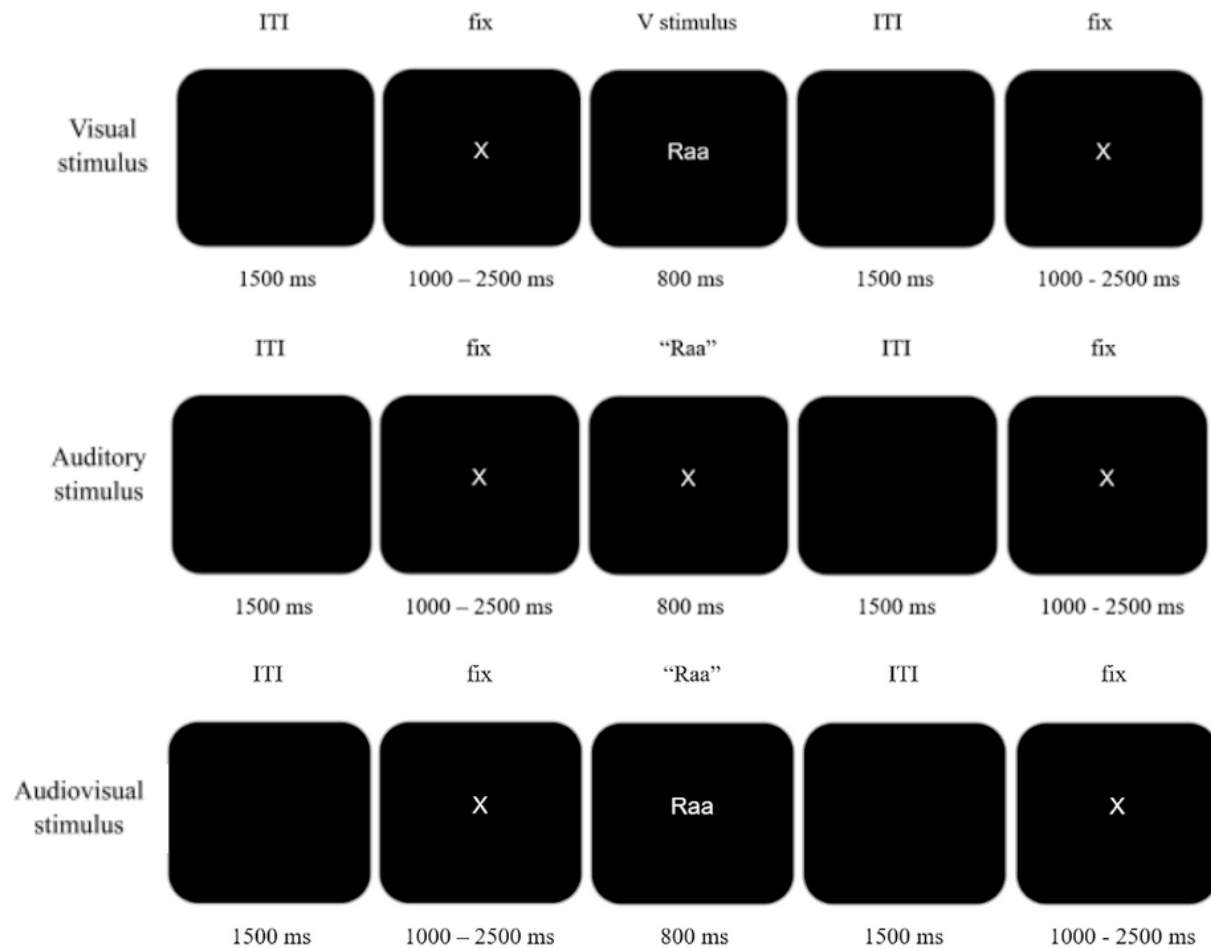 ITI fix V stimulus ITI fix
Visual
stimulus
X Raa X
1500 ms 1000 – 2500 ms 800 ms 1500 ms 1000 - 2500 ms
ITI fix “Raa” ITI fix
Auditory
stimulus
X X X
1500 ms 1000 – 2500 ms 800 ms 1500 ms 1000 - 2500 ms
ITI fix “Raa” ITI fix
Audiovisual
stimulus
X Raa X
1500 ms 1000 – 2500 ms 800 ms 1500 ms 1000 - 2500 ms